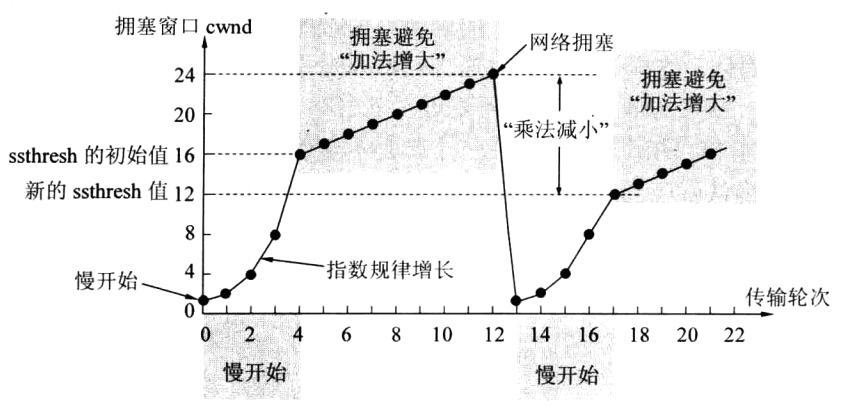 拥塞窗口 cwnd
拥塞避免
“加法增大”
网络拥塞
24
20
ssthresh 的初始值 16
新的 ssthresh 值 12
8
4
0
“乘法减小”
拥塞避免
“加法增大”
指数规律增长
慢开始
传输轮次
0 2 4 6 8 10 12 14 16 18 20 22
慢开始
慢开始